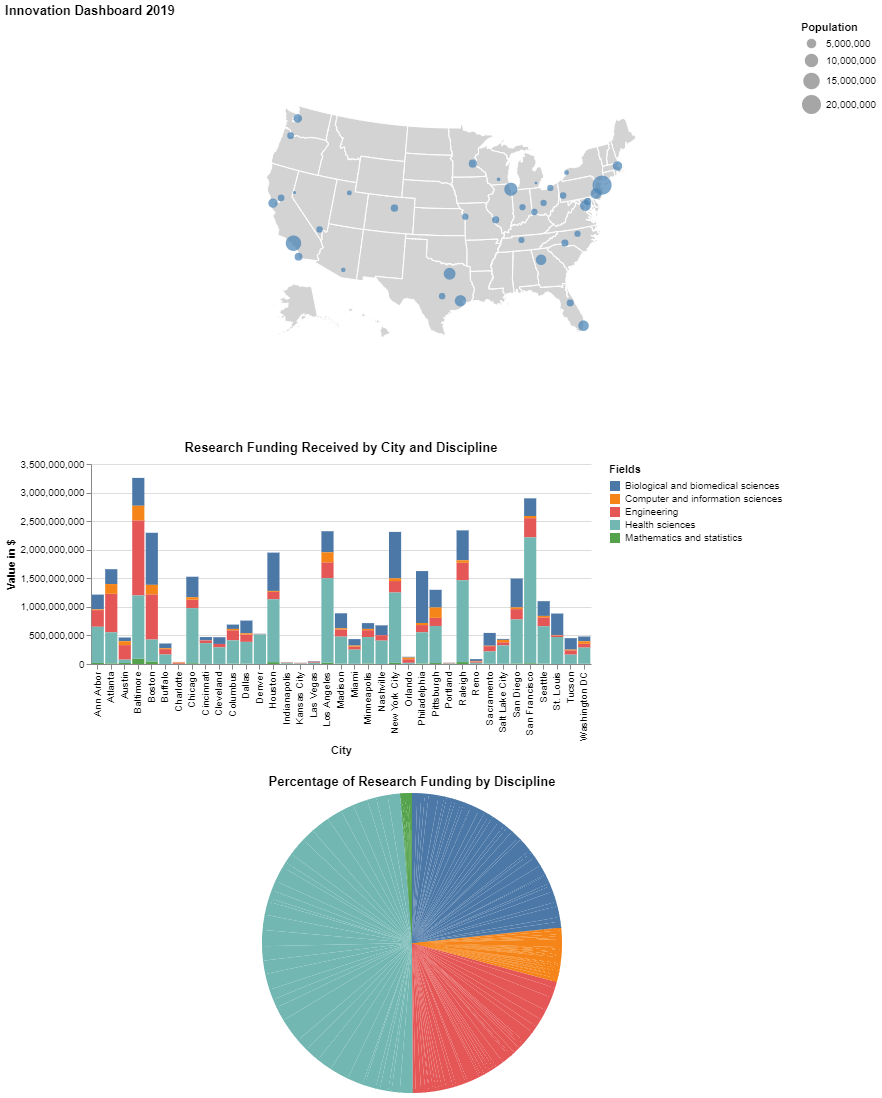 Innovation Dashboard 2019
Population
5,000,000
10,000,000
15,000,000
20,000,000
Research Funding Received by City and Discipline
Value in $
3,500,000,000
3,000,000,000
2,500,000,000
2,000,000,000
1,500,000,000
1,000,000,000
500,000,000
0
Ann Arbor
Atlanta
Austin
Baltimore
Boston
Buffalo
Charlotte
Chicago
Cincinnati
Cleveland
Columbus
Dallas
Denver
Houston
Indianapolis
Kansas City
Las Vegas
Los Angeles
Madison
Miami
Minneapolis
Nashville
New York City
Orlando
Philadelphia
Pittsburgh
Portland
Raleigh
Reno
Sacramento
Salt Lake City
San Diego
San Francisco
Seattle
St. Louis
Tucson
Washington DC
City
Fields
Biological and biomedical sciences
Computer and information sciences
Engineering
Health sciences
Mathematics and statistics
Percentage of Research Funding by Discipline